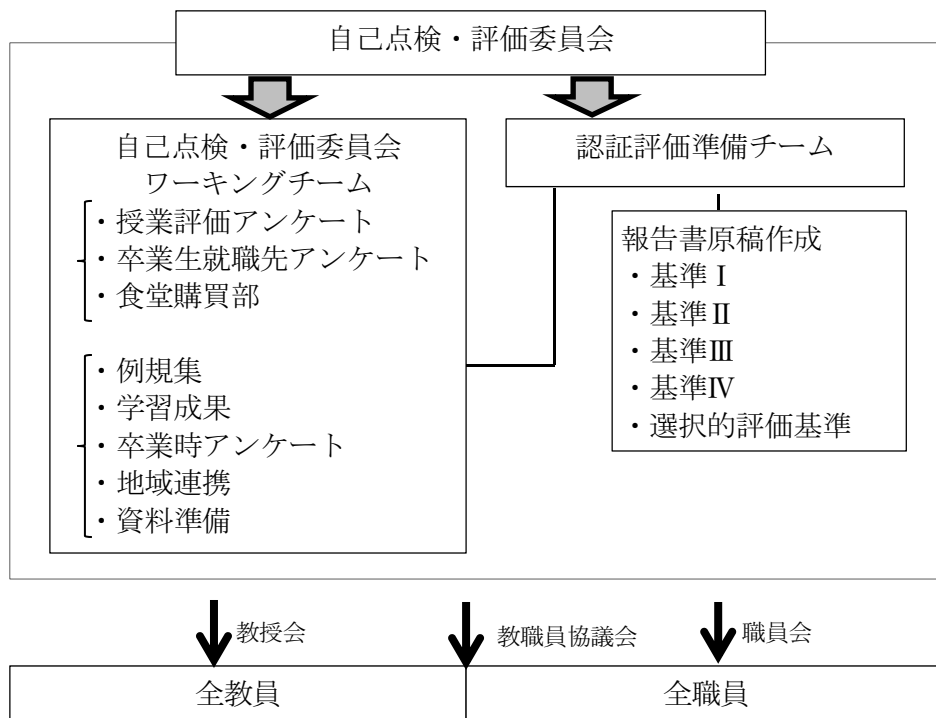 自己点検・評価委員会
自己点検・評価委員会
ワーキングチーム
・授業評価アンケート
・卒業生就職先アンケート
・食堂購買部
・例規集
・学習成果
・卒業時アンケート
・地域連携
・資料準備
認証評価準備チーム
報告書原稿作成
・基準Ⅰ
・基準Ⅱ
・基準Ⅲ
・基準Ⅳ
・選択的評価基準
教授会
教職員協議会
職員会
全教員
全職員